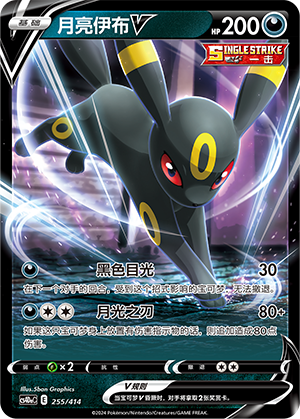 基础
月亮伊布V
HP200
SINGLE STRIKE
一击
黑色目光 30
在下一个对手的回合，受到这个招式影响的宝可梦，无法撤退。
月光之刃 80+
如果这只宝可梦身上放置有伤害指示物的话，则追加造成80点
伤害。
弱点 ×2 抗性 撤退
Illus.5ban Graphics
E 255/414
V规则
当宝可梦V昏厥时，对手将拿取2张奖赏卡。
©2024 Pokémon/Nintendo/Creatures/GAME FREAK.